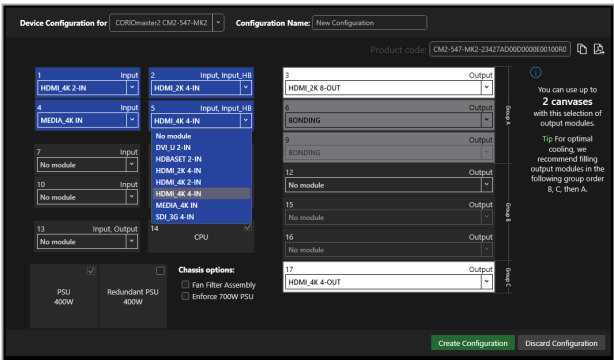 Device Configuration for CORIOmaster2 CM2-547-MK2 Configuration Name: New Configuration
Product code: CM2-547-MK2-23427AD00D0000E00100R0
1 Input
HDMI_4K 2-IN
2 Input, Input_HB
HDMI_2K 4-IN
3 Output
HDMI_2K 8-OUT
4 Input
MEDIA_4K IN
5 Input, Input_HB
HDMI_4K 4-IN
6 Output
BONDING
No module
DVI_U 2-IN
HDBASET 2-IN
HDMI_2K 4-IN
HDMI_4K 2-IN
HDMI_4K 4-IN
MEDIA_4K IN
SDI_3G 4-IN
7 Input
No module
9 Output
BONDING
Group A
10 Input
No module
12 Output
No module
13 Input, Output
No module
14
CPU
15 Output
No module
16 Output
No module
Group B
17 Output
HDMI_4K 4-OUT
Group C
PSU
400W
Redundant PSU
400W
Chassis options:
Fan Filter Assembly
Enforce 700W PSU
You can use up to
2 canvases
with this selection of
output modules.
Tip For optimal
cooling, we
recommend filling
output modules in the
following group order
B, C, then A.
Create Configuration
Discard Configuration